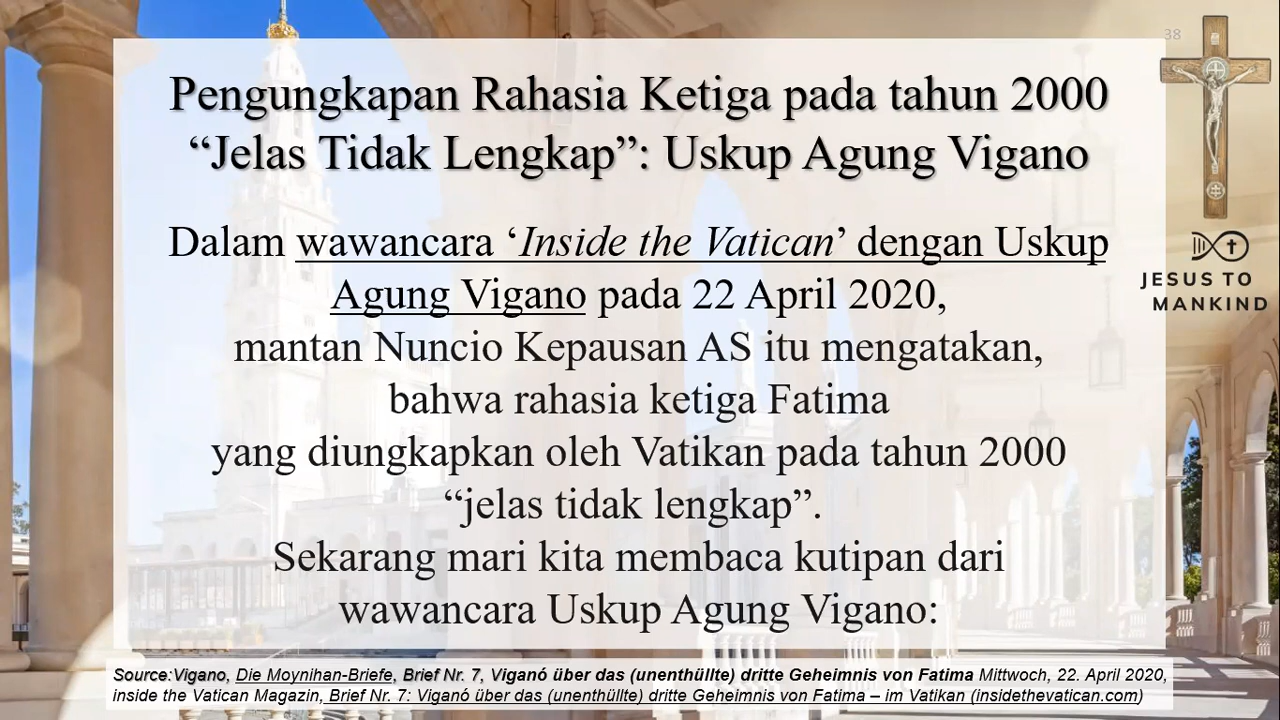 38
Pengungkapan Rahasia Ketiga pada tahun 2000
“Jelas Tidak Lengkap”: Uskup Agung Vigano
Dalam wawancara ‘Inside the Vatican’ dengan Uskup
Agung Vigano pada 22 April 2020,
mantan Nuncio Kepausan AS itu mengatakan,
bahwa rahasia ketiga Fatima
yang diungkapkan oleh Vatikan pada tahun 2000
“jelas tidak lengkap”.
Sekarang mari kita membaca kutipan dari
wawancara Uskup Agung Vigano:
JESUS TO
MANKIND
Source:Vigano, Die Moynihan-Briefe, Brief Nr. 7, Viganó über das (unenthüllte) dritte Geheimnis von Fatima Mittwoch, 22. April 2020,
inside the Vatican Magazin, Brief Nr. 7: Viganó über das (unenthüllte) dritte Geheimnis von Fatima – im Vatikan (insidethevatican.com)